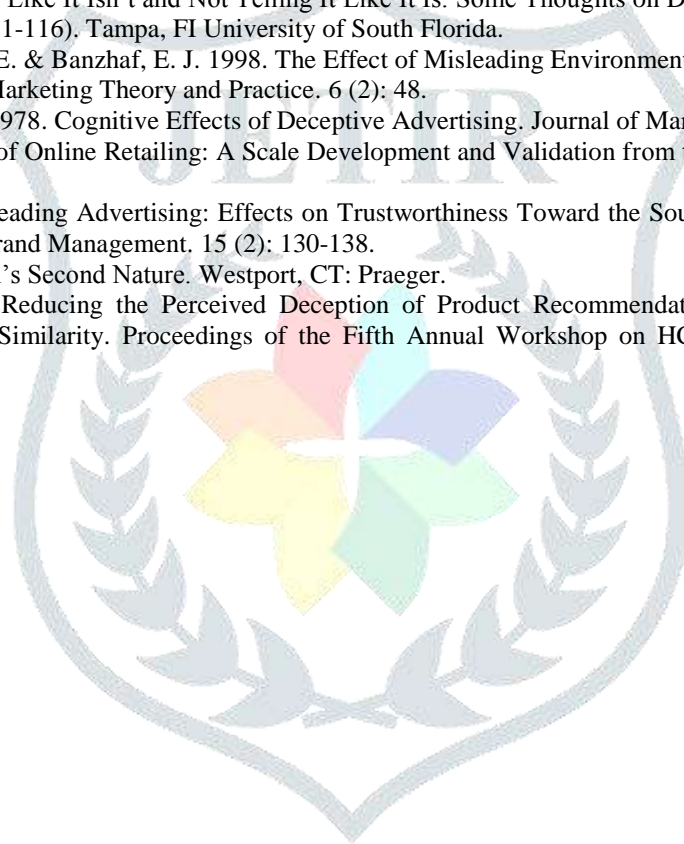 Like It Isn't and Not Telling It Like It Is: Some Thoughts on D
1-116). Tampa, FI University of South Florida.
E. & Banzhaf, E. J. 1998. The Effect of Misleading Environment
Marketing Theory and Practice. 6 (2): 48.
978. Cognitive Effects of Deceptive Advertising. Journal of Mar
of Online Retailing: A Scale Development and Validation from
JETIR
eading Advertising: Effects on Trustworthiness Toward the Sou
rand Management. 15 (2): 130-138.
's Second Nature. Westport, CT: Praeger.
Reducing the Perceived Deception of Product Recommendat
Similarity. Proceedings of the Fifth Annual Workshop on HC